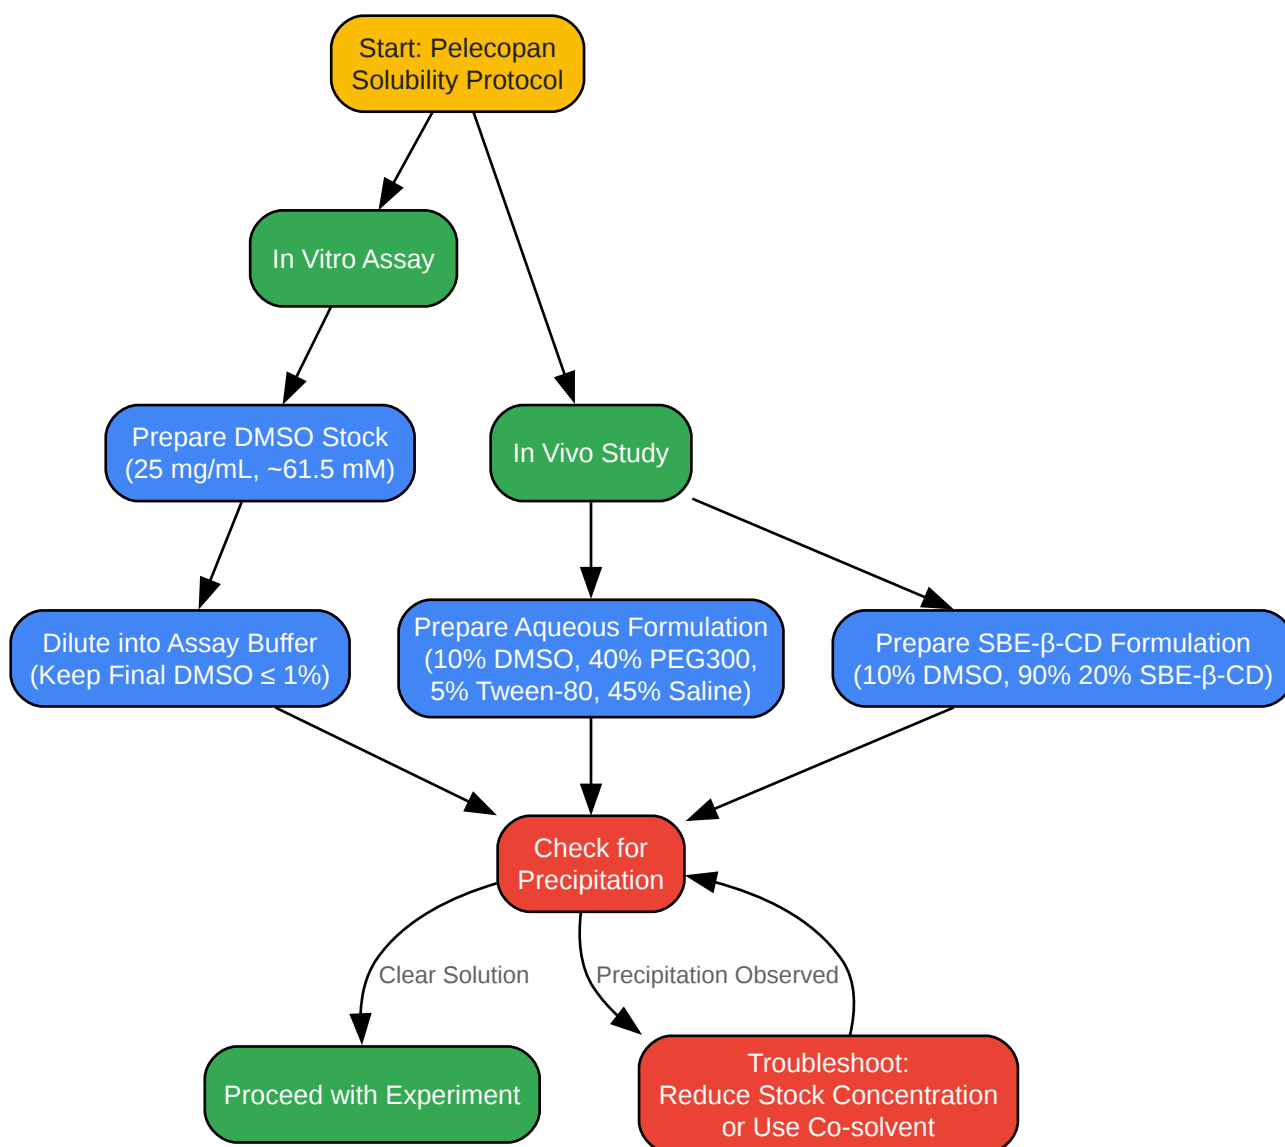 Start: Pelecopan
Solubility Protocol
In Vitro Assay
Prepare DMSO Stock
(25 mg/mL, ~61.5 mM)
In Vivo Study
Dilute into Assay Buffer
(Keep Final DMSO ≤ 1%)
Prepare Aqueous Formulation
(10% DMSO, 40% PEG300,
5% Tween-80, 45% Saline)
Prepare SBE-β-CD Formulation
(10% DMSO, 90% 20% SBE-β-CD)
Check for
Precipitation
Clear Solution
Precipitation Observed
Proceed with Experiment
Troubleshoot:
Reduce Stock Concentration
or Use Co-solvent